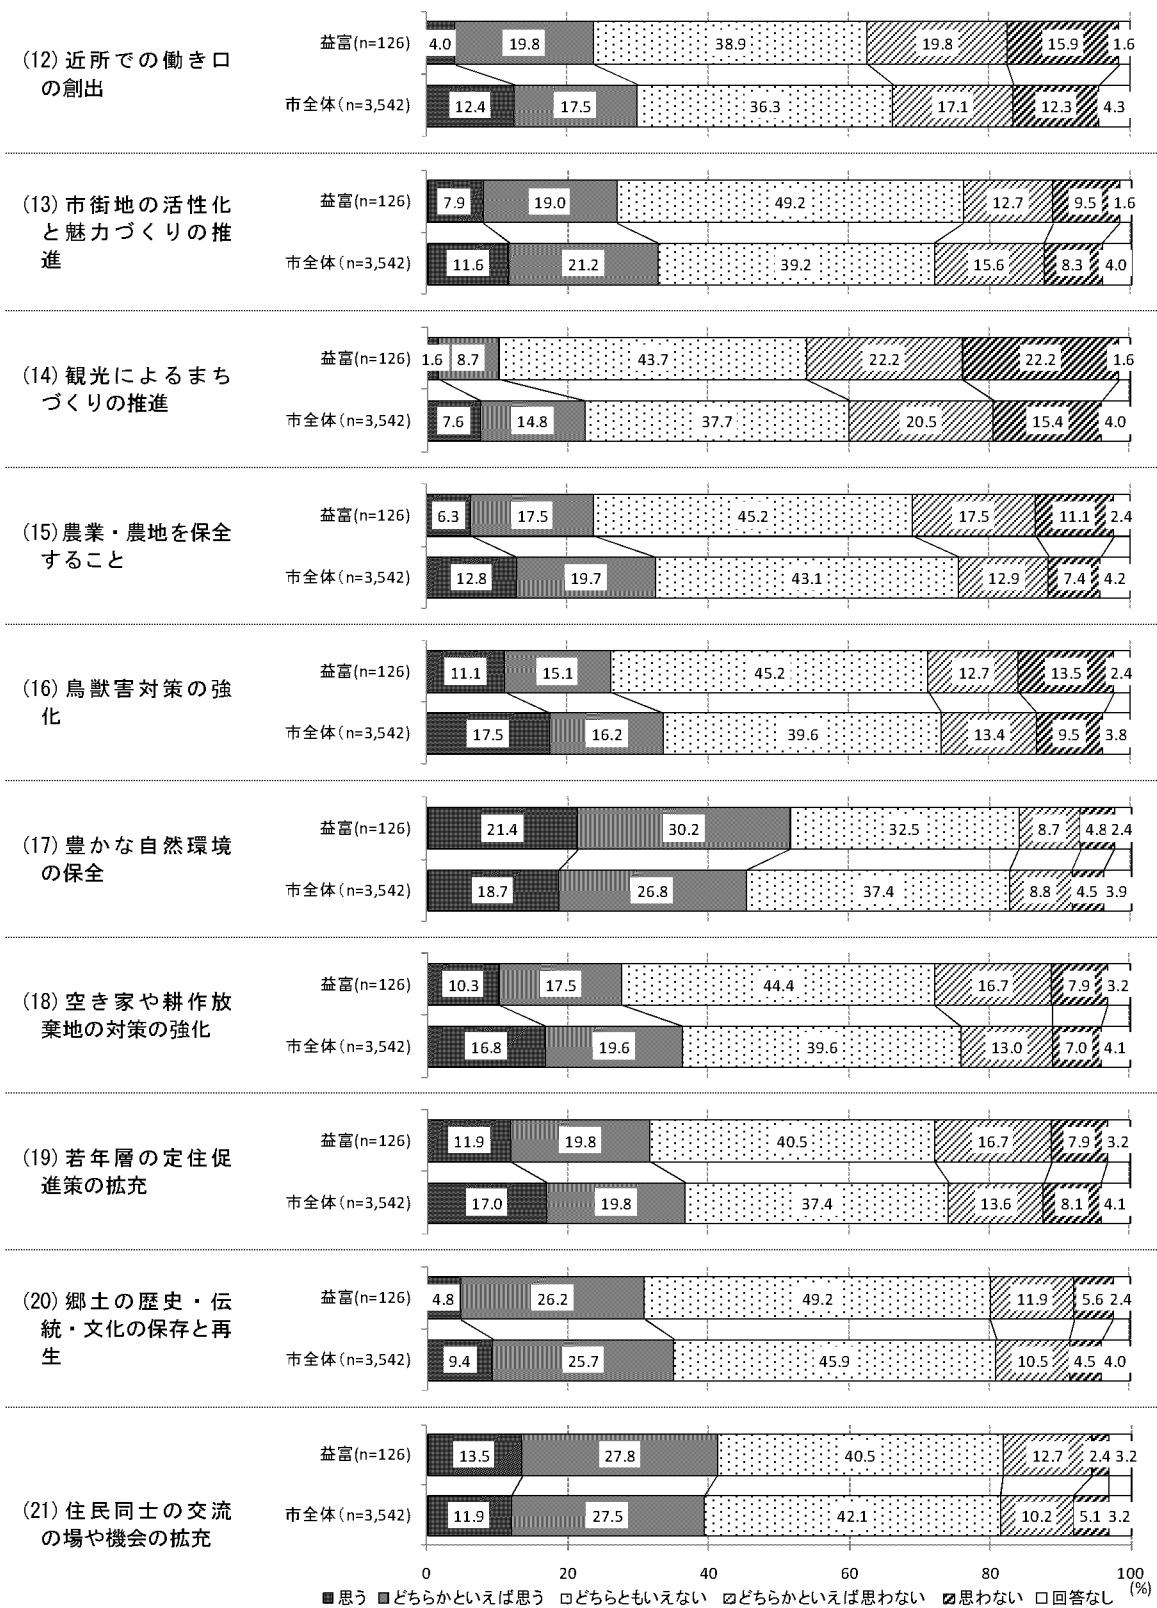 益富(n=126) 4.0 19.8 38.9 19.8 15.9 1.6
(12) 近所での働き口
の創出
市全体(n=3,542) 12.4 17.5 36.3 17.1 12.3 4.3
益富(n=126) 7.9 19.0 49.2 12.7 9.5 1.6
(13) 市街地の活性化
と魅力づくりの推
進
市全体(n=3,542) 11.6 21.2 39.2 15.6 8.3 4.0
益富(n=126) 1.6 8.7 43.7 22.2 22.2 1.6
(14) 観光によるまち
づくりの推進
市全体(n=3,542) 7.6 14.8 37.7 20.5 15.4 4.0
益富(n=126) 6.3 17.5 45.2 17.5 11.1 2.4
(15) 農業・農地を保全
すること
市全体(n=3,542) 12.8 19.7 43.1 12.9 7.4 4.2
益富(n=126) 11.1 15.1 45.2 12.7 13.5 2.4
(16) 鳥獣害対策の強
化
市全体(n=3,542) 17.5 16.2 39.6 13.4 9.5 3.8
益富(n=126) 21.4 30.2 32.5 8.7 4.8 2.4
(17) 豊かな自然環境
の保全
市全体(n=3,542) 18.7 26.8 37.4 8.8 4.5 3.9
益富(n=126) 10.3 17.5 44.4 16.7 7.9 3.2
(18) 空き家や耕作放
棄地の対策の強化
市全体(n=3,542) 16.8 19.6 39.6 13.0 7.0 4.1
益富(n=126) 11.9 19.8 40.5 16.7 7.9 3.2
(19) 若年層の定住促
進策の拡充
市全体(n=3,542) 17.0 19.8 37.4 13.6 8.1 4.1
益富(n=126) 4.8 26.2 49.2 11.9 5.6 2.4
(20) 郷土の歴史・伝
統・文化の保存と再
生
市全体(n=3,542) 9.4 25.7 45.9 10.5 4.5 4.0
益富(n=126) 13.5 27.8 40.5 12.7 2.4 3.2
(21) 住民同士の交流
の場や機会の拡充
市全体(n=3,542) 11.9 27.5 42.1 10.2 5.1 3.2
0 20 40 60 80 100
(%)
思う どちらかといえば思う どちらともいえない どちらかといえば思わない 思わない 回答なし